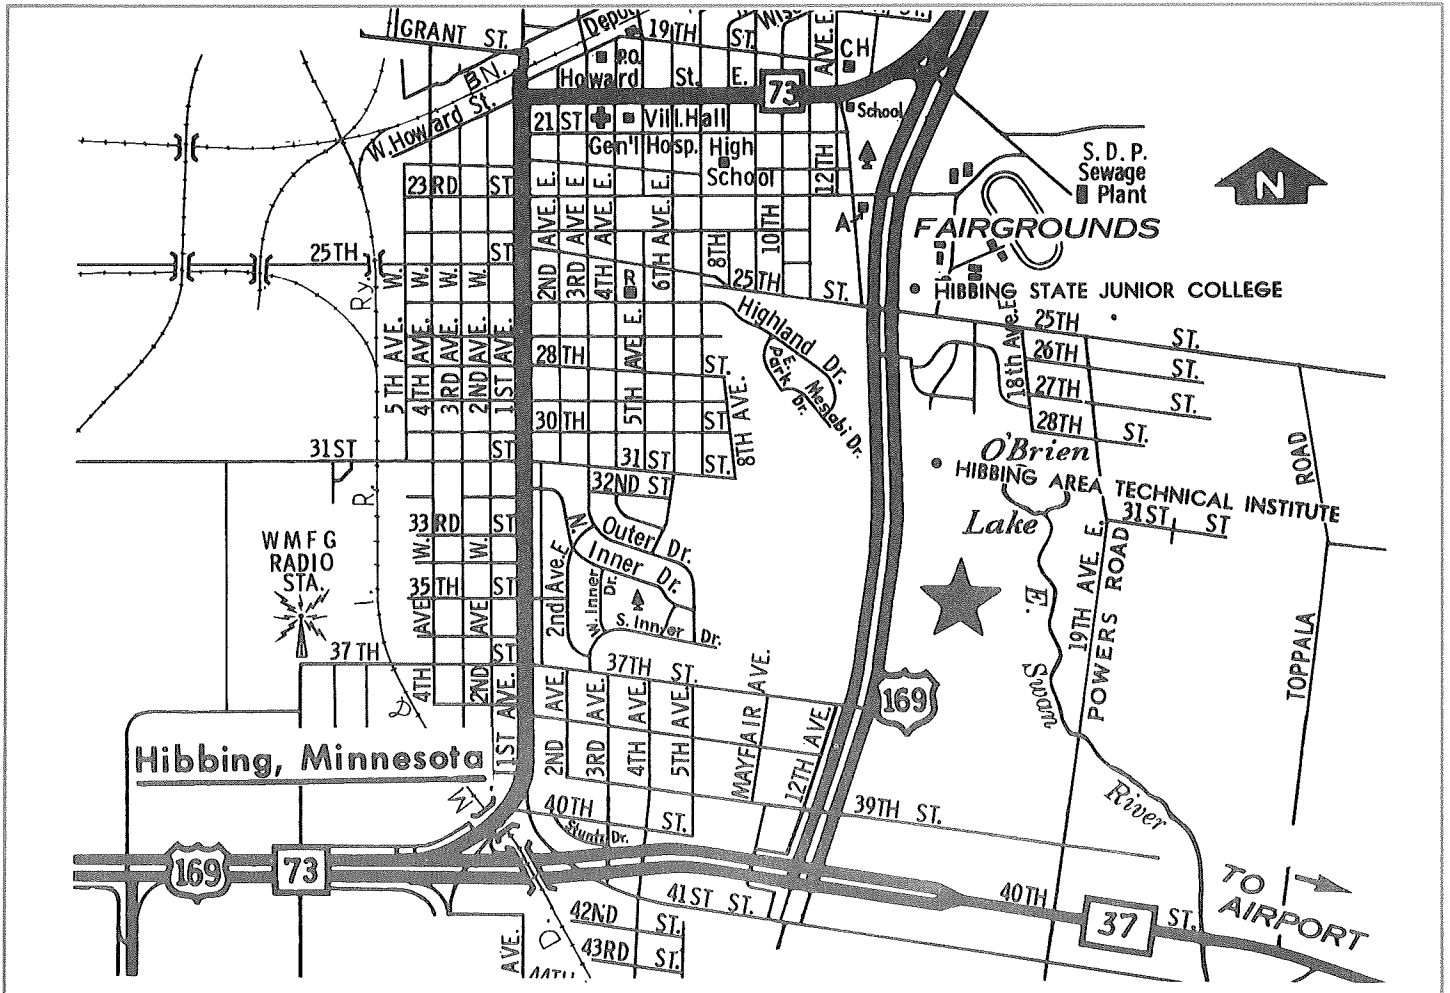 GRANT ST.
Depot
19TH ST.
AVE. E.
BN.
P.O.
CH
Howard St. E.
73
W. Howard St.
21 ST
Vill. Hall
School
Gen'l Hosp.
High School
12TH
S. D. P.
Sewage
Plant
N
23 RD ST
A
FAIRGROUNDS
25TH ST
2ND AVE. E.
3RD AVE. E
4TH AVE. E.
6TH AVE. E.
8TH
10TH
R
25TH ST.
HIBBING STATE JUNIOR COLLEGE
Ry.
5TH AVE. W.
4TH AVE. W.
3RD AVE. W.
2ND AVE. W.
1ST AVE.
Highland Dr.
E. Park Dr.
Mesabi Dr.
18th Ave. E
25TH ST.
26TH ST.
27TH ST.
28TH ST.
28TH ST.
5TH AVE E.
30TH ST
8TH AVE.
31ST ST
31ST ST.
32ND ST
O'Brien
Lake
HIBBING AREA TECHNICAL INSTITUTE
31ST ST
R.
33RD ST
N.
Outer Dr.
Inner Dr.
W M F G
RADIO
STA.
W.
W.
35TH ST
I.
2nd Ave. E
W. Inner Dr.
S. Inner Dr.
E. Swan River
19TH AVE. E.
POWERS ROAD
TOPPALA ROAD
37TH ST
4TH AVE
2ND AVE
37TH ST.
169
&
Hibbing, Minnesota
1ST AVE.
2ND AVE.
3RD AVE.
4TH AVE.
5TH AVE.
MAYFAIR AVE.
12TH AVE.
M
40TH ST.
39TH ST.
169
73
D.
41ST ST.
40TH ST.
37
TO
AIRPORT
42ND ST.
43RD ST.
AVE.
44TH